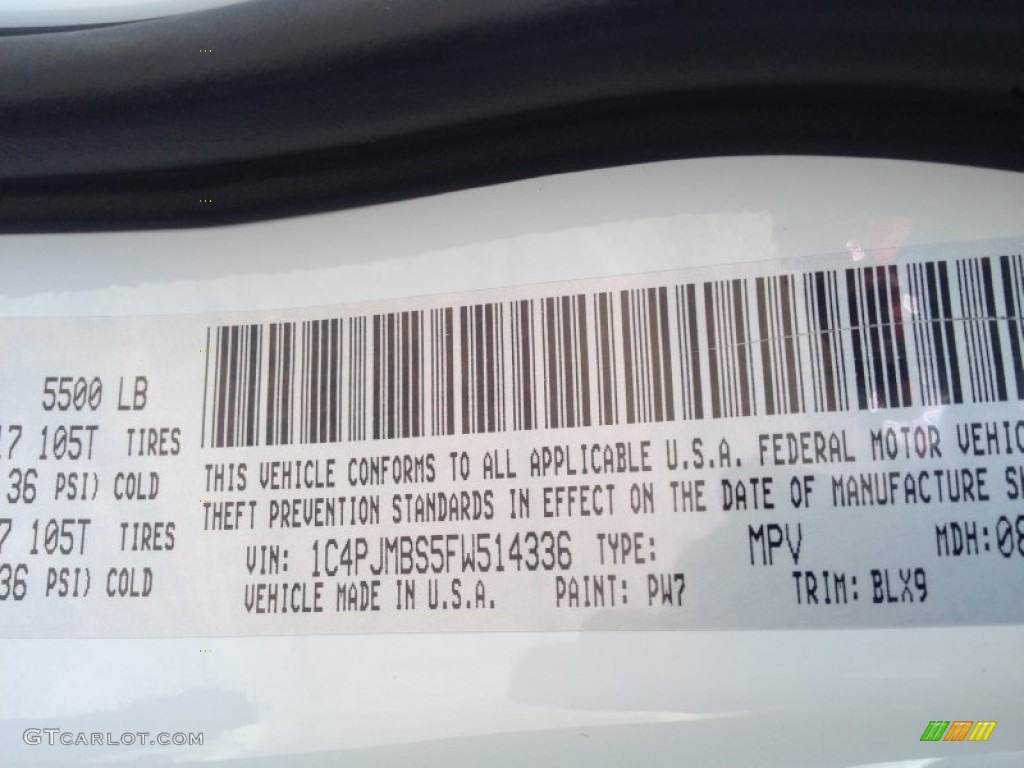 5500 LB
17 105T TIRES
36 PSI) COLD
7 105T TIRES
36 PSI) COLD
THIS VEHICLE CONFORMS TO ALL APPLICABLE U.S.A. FEDERAL MOTOR VEHIC
THEFT PREVENTION STANDARDS IN EFFECT ON THE DATE OF MANUFACTURE S
VIN: 1C4PJMBS5FW514336 TYPE: MPV MDH:08
VEHICLE MADE IN U.S.A. PAINT: PW7 TRIM: BLX9
GTCARLOT.COM